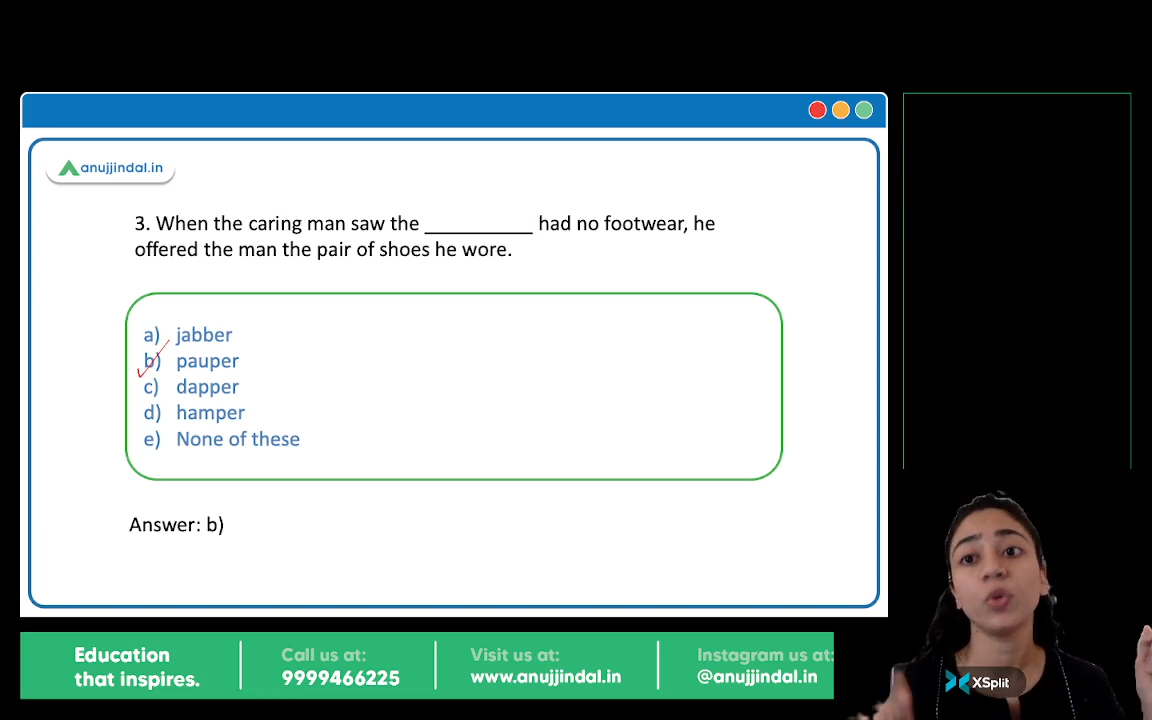 anujjindal.in
3. When the caring man saw the __________ had no footwear, he
offered the man the pair of shoes he wore.
a) jabber
b) pauper
c) dapper
d) hamper
e) None of these
Answer: b)
Education
that inspires.
Call us at:
9999466225
Visit us at:
www.anujjindal.in
Instagram us at:
@anujjindal.in
XSplit